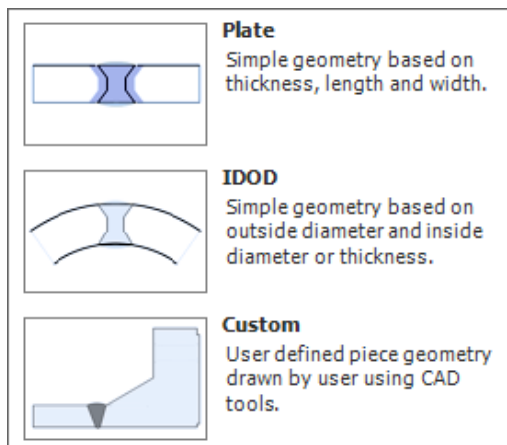 Plate
Simple geometry based on
thickness, length and width.
IDOD
Simple geometry based on
outside diameter and inside
diameter or thickness.
Custom
User defined piece geometry
drawn by user using CAD
tools.